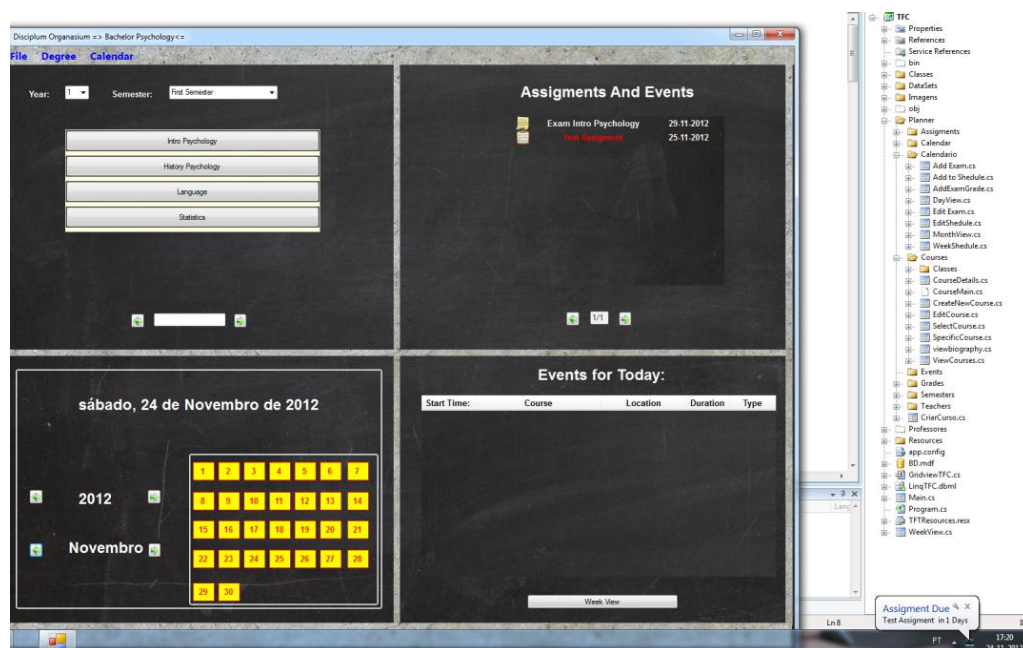 Disciplum Organasium => Bachelor Psychology<=
File Degree Calendar
Year: 1 Semester: First Semester
Intro Psychology
History Psychology
Language
Statistics
Assigments And Events
Exam Intro Psychology 29-11-2012
Test Assigment 25-11-2012
1/1
sábado, 24 de Novembro de 2012
2012
Novembro
1 2 3 4 5 6 7
8 9 10 11 12 13 14
15 16 17 18 19 20 21
22 23 24 25 26 27 28
29 30
Events for Today:
Start Time: Course Location Duration Type
Week View
TFC
Properties
References
Service References
bin
Classes
DataSets
Imagens
obj
Planner
Assigments
Calendar
Calendario
Add Exam.cs
Add to Shedule.cs
AddExamGrade.cs
DayView.cs
Edit Exam.cs
EditShedule.cs
MonthView.cs
WeekShedule.cs
Courses
Classes
CourseDetails.cs
CourseMain.cs
CreateNewCourse.cs
EditCourse.cs
SelectCourse.cs
SpecificCourse.cs
viewbiography.cs
ViewCourses.cs
Events
Grades
Semesters
Teachers
CriarCurso.cs
Professores
Resources
app.config
BD.mdf
GridviewTFC.cs
LinqTFC.dbml
Main.cs
Program.cs
TFTResources.resx
WeekView.cs
Lang
Ln 8
Assigment Due
Test Assigment in 1 Days
PT 17:20
24-11-2012